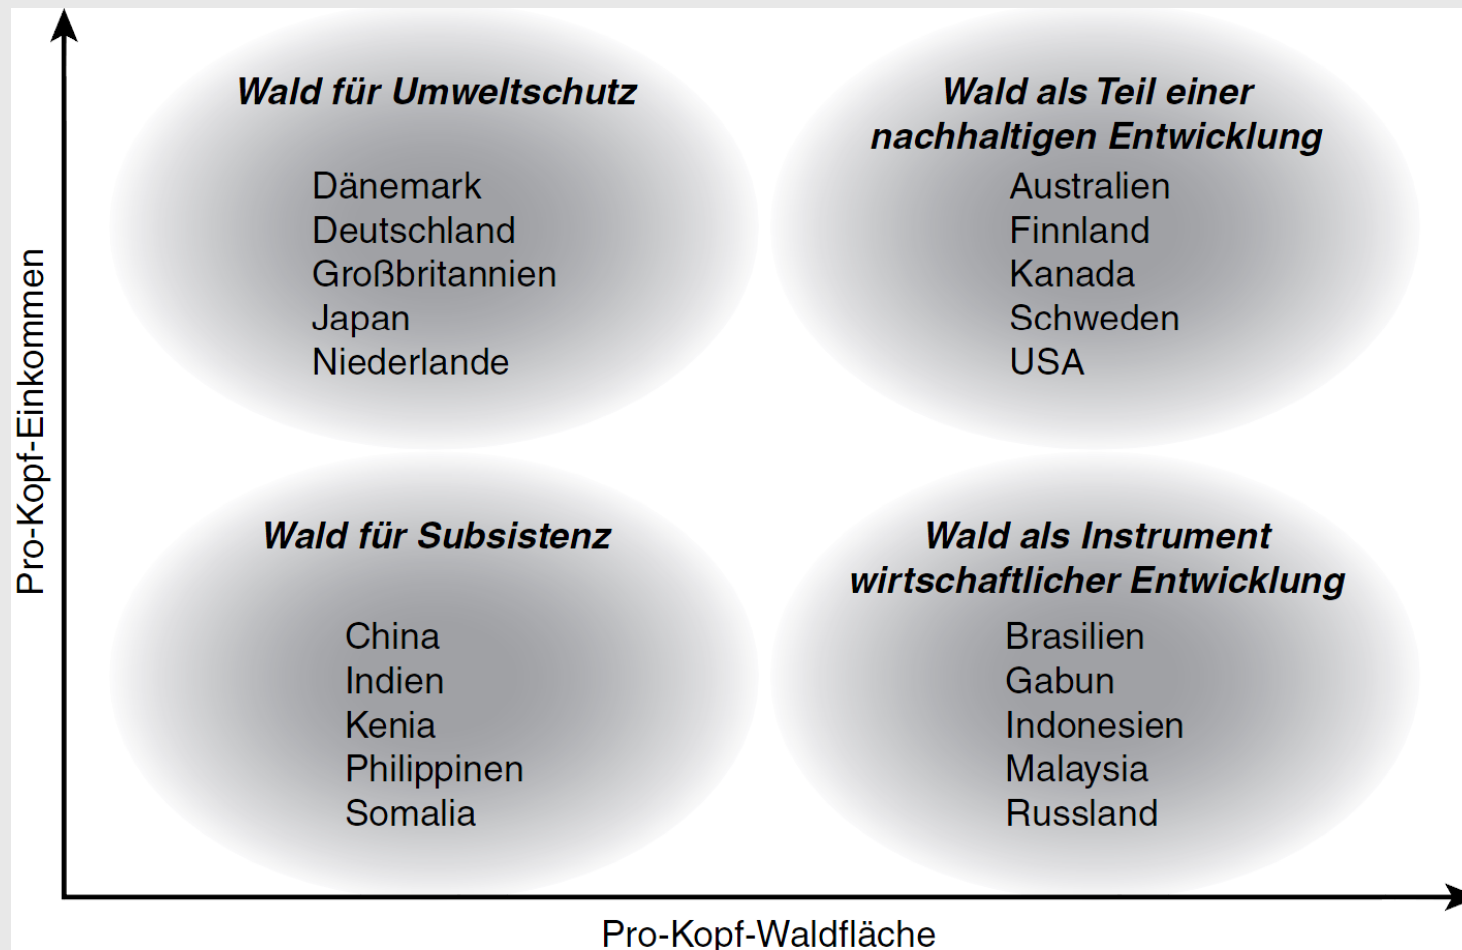 Wald für Umweltschutz
Dänemark
Deutschland
Großbritannien
Japan
Niederlande
Wald als Teil einer
nachhaltigen Entwicklung
Australien
Finnland
Kanada
Schweden
USA
Pro-Kopf-Einkommen
Wald für Subsistenz
China
Indien
Kenia
Philippinen
Somalia
Wald als Instrument
wirtschaftlicher Entwicklung
Brasilien
Gabun
Indonesien
Malaysia
Russland
Pro-Kopf-Waldfläche